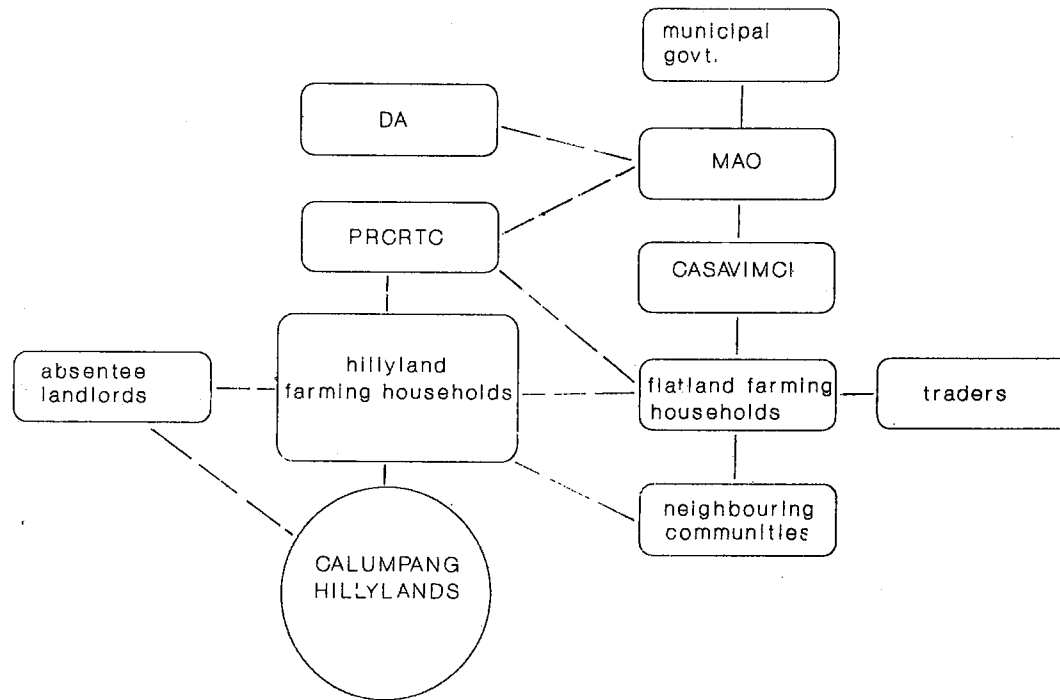 municipal
govt.
DA
MAO
PRCRTC
CASAVIMCI
absentee
landlords
hillyland
farming households
flatland farming
households
traders
neighbouring
communities
CALUMPANG
HILLYLANDS